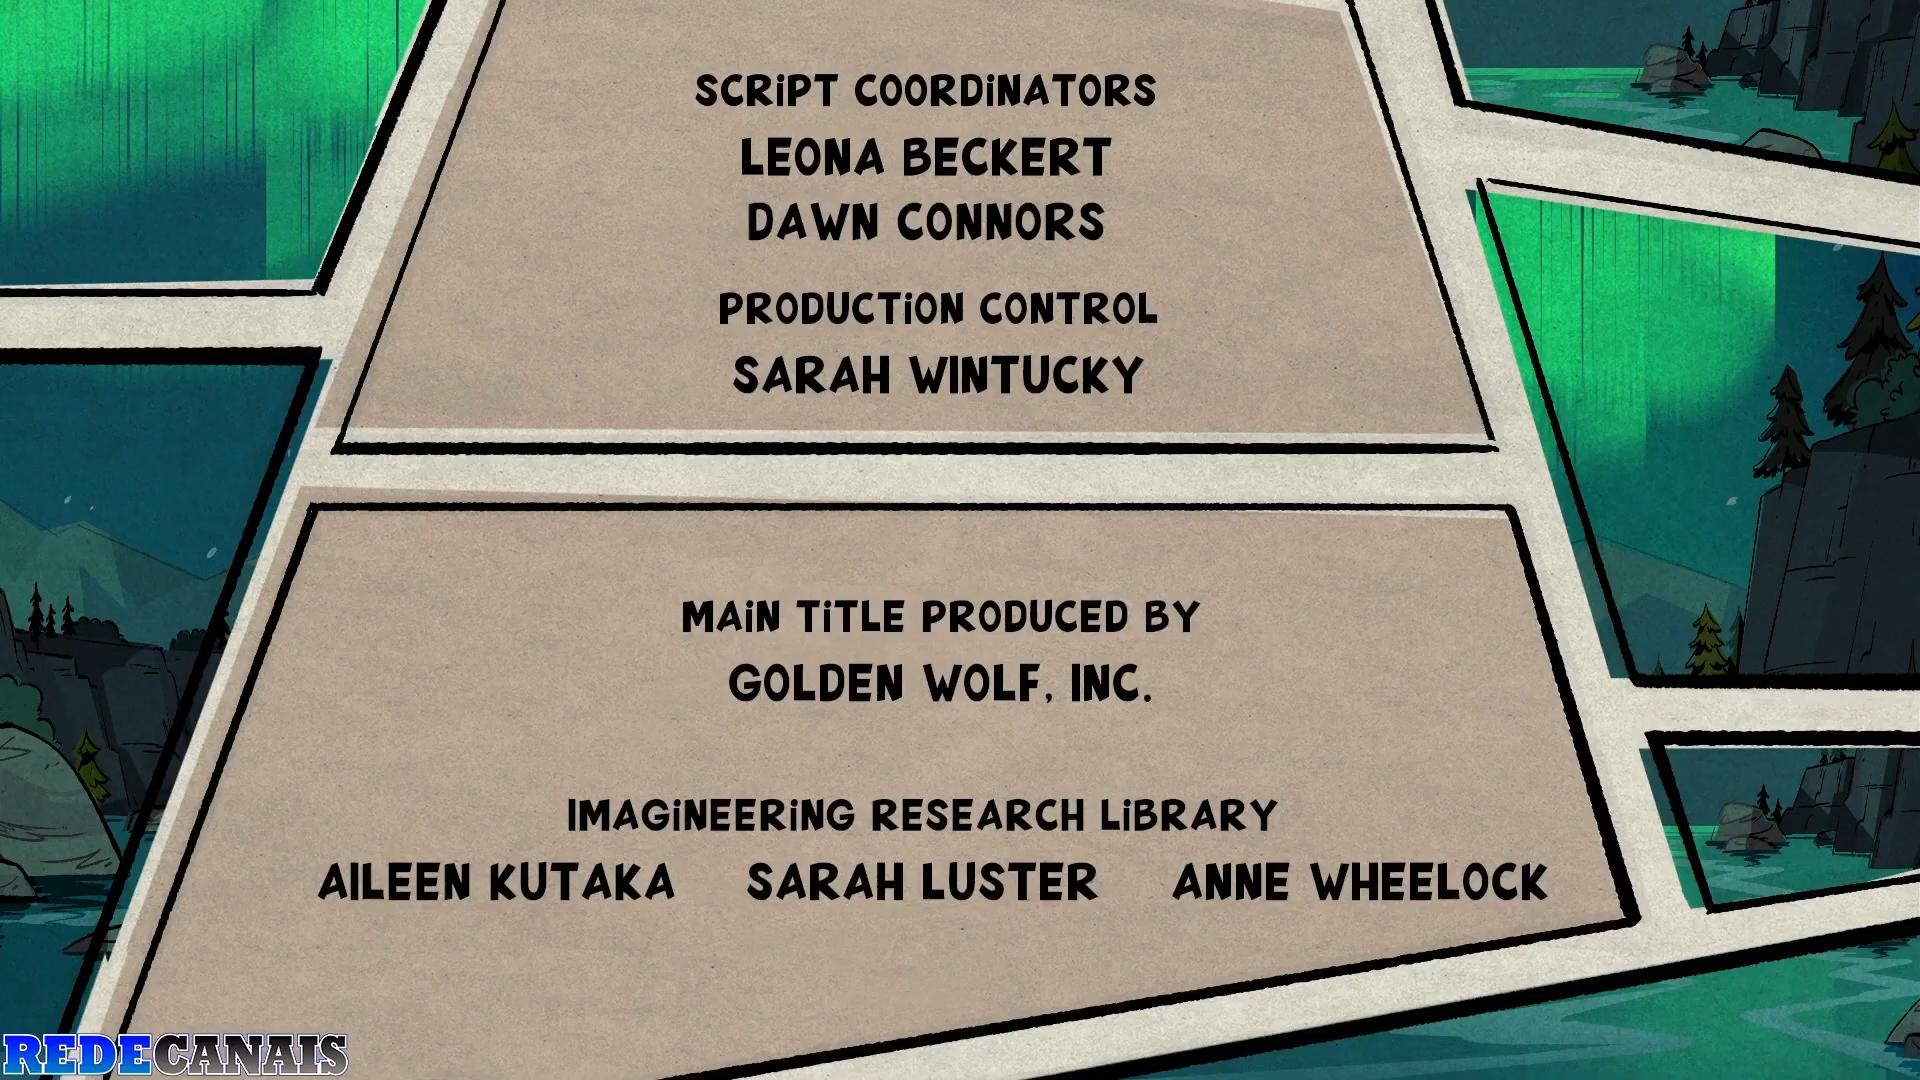 SCRiPT COORDiNATORS
LEONA BECKERT
DAWN CONNORS
PRODUCTiON CONTROL
SARAH WINTUCKY
MAiN TiTLE PRODUCED BY
GOLDEN WOLF, INC.
IMAGiNEERiNG RESEARCH LiBRARY
AILEEN KUTAKA SARAH LUSTER ANNE WHEELOCK
REDECANAIS